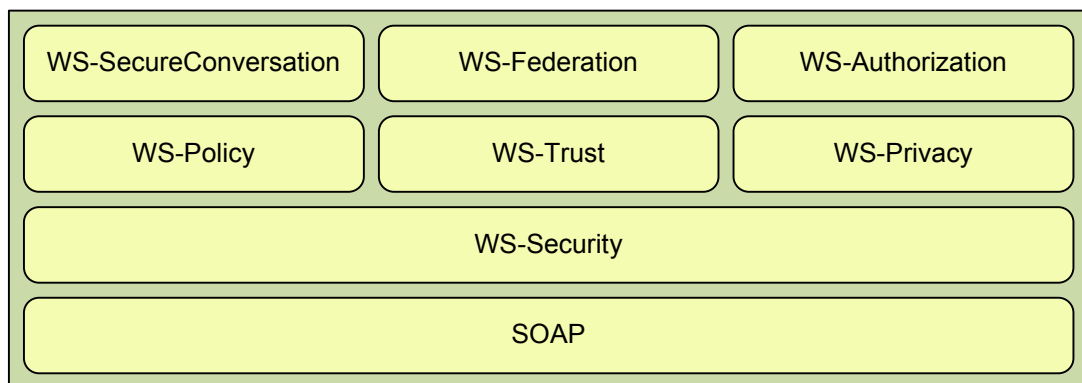 WS-SecureConversation
WS-Federation
WS-Authorization
WS-Policy
WS-Trust
WS-Privacy
WS-Security
SOAP